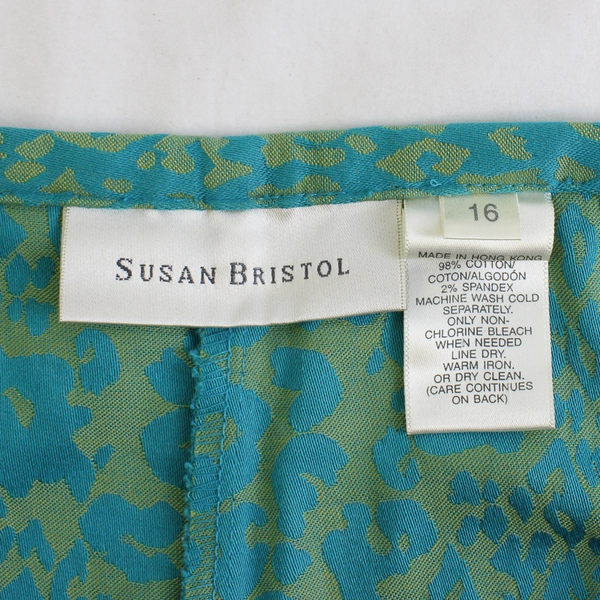 SUSAN BRISTOL
16
MADE IN HONG KONG
98% COTTON/
COTON/ALGODÓN
2% SPANDEX
MACHINE WASH COLD
SEPARATELY.
ONLY NON-
CHLORINE BLEACH
WHEN NEEDED
LINE DRY.
WARM IRON.
OR DRY CLEAN.
(CARE CONTINUES
ON BACK)